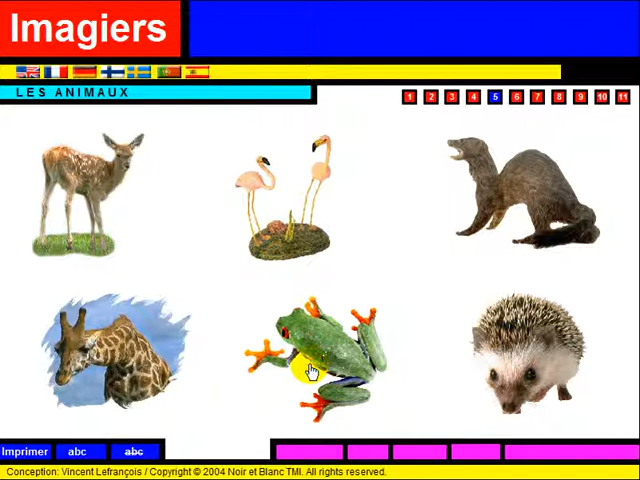 Imagiers
LES ANIMAUX
1 2 3 4 5 6 7 8 9 10 11
Imprimer abc abc
Conception: Vincent Lefrançois / Copyright © 2004 Noir et Blanc TMI. All rights reserved.